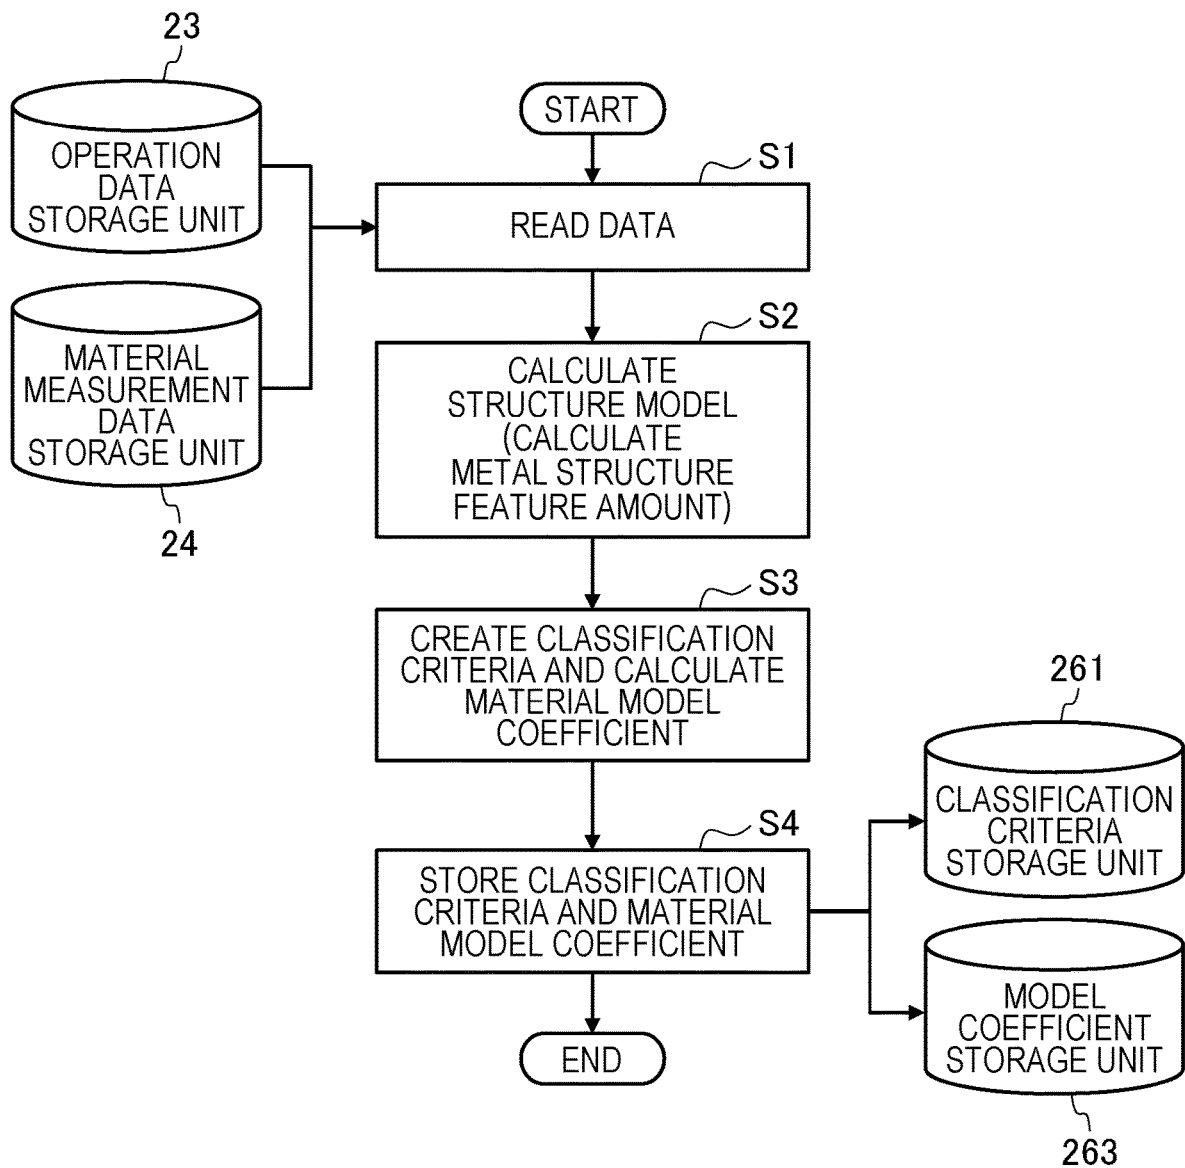 23
OPERATION
DATA
STORAGE UNIT
START
S1
READ DATA
MATERIAL
MEASUREMENT
DATA
STORAGE UNIT
24
S2
CALCULATE
STRUCTURE MODEL
(CALCULATE
METAL STRUCTURE
FEATURE AMOUNT)
S3
CREATE CLASSIFICATION
CRITERIA AND CALCULATE
MATERIAL MODEL
COEFFICIENT
S4
STORE CLASSIFICATION
CRITERIA AND MATERIAL
MODEL COEFFICIENT
261
CLASSIFICATION
CRITERIA
STORAGE UNIT
MODEL
COEFFICIENT
STORAGE UNIT
263
END